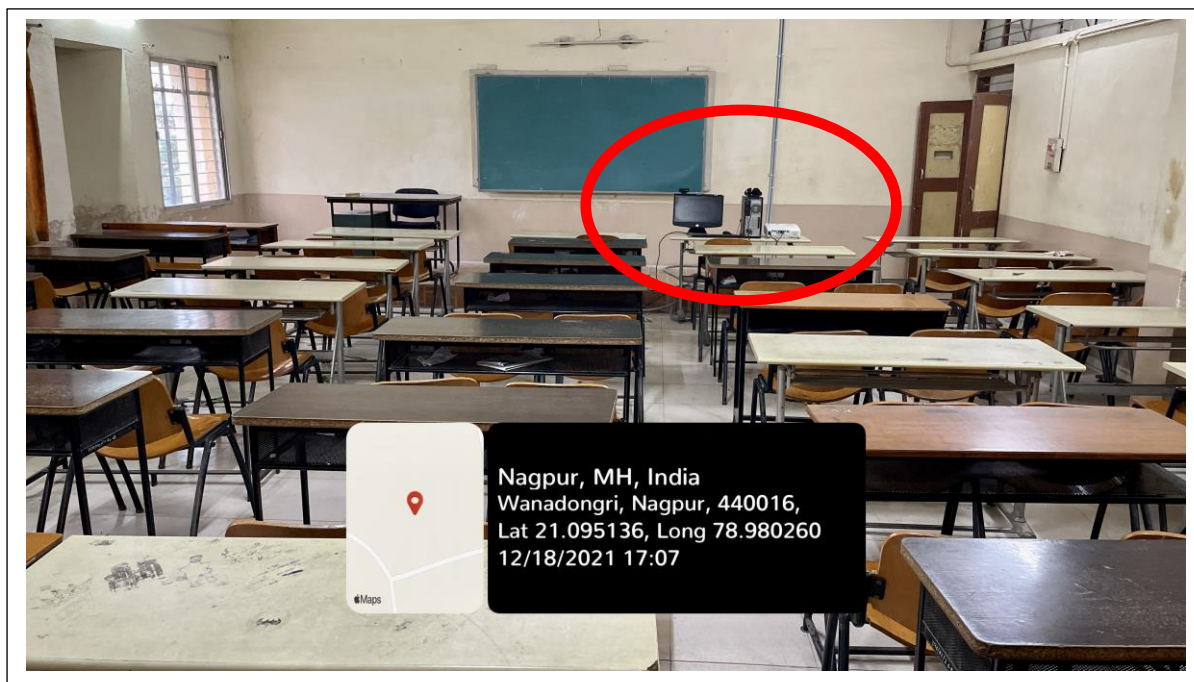 Nagpur, MH, India
Wanadongri, Nagpur, 440016,
Lat 21.095136, Long 78.980260
12/18/2021 17:07
Maps